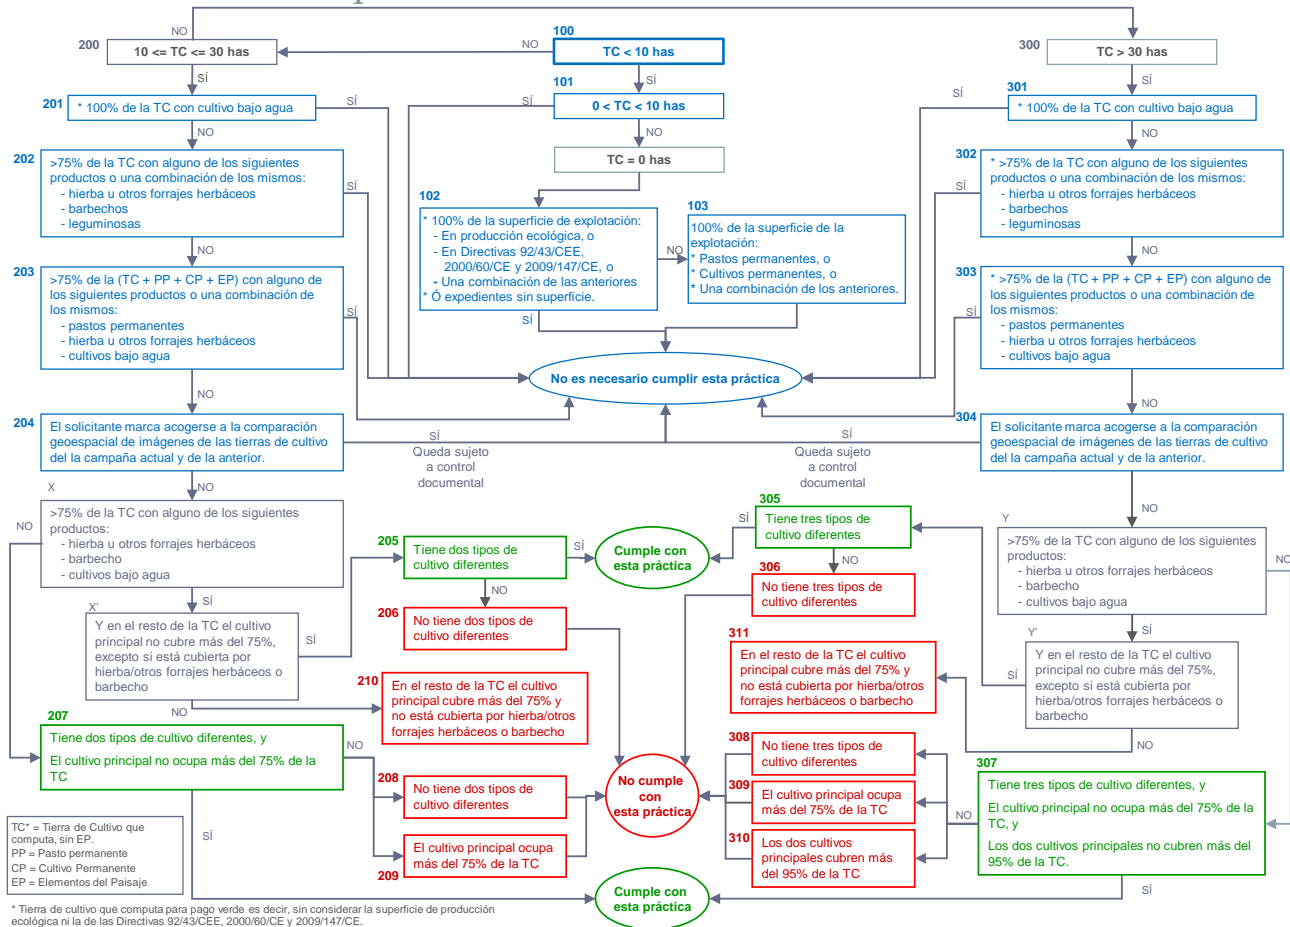 NO
200
10 <= TC <= 30 has
NO
100
TC < 10 has
300
TC > 30 has
SÍ
SÍ
SÍ
101
0 < TC < 10 has
SÍ
NO
TC = 0 has
201
* 100% de la TC con cultivo bajo agua
SÍ
NO
301
* 100% de la TC con cultivo bajo agua
SÍ
NO
202
>75% de la TC con alguno de los siguientes
productos o una combinación de los mismos:
- hierba u otros forrajes herbáceos
- barbechos
- leguminosas
SÍ
NO
102
* 100% de la superficie de explotación:
- En producción ecológica, o
- En Directivas 92/43/CEE,
2000/60/CE y 2009/147/CE, o
- Una combinación de las anteriores
* Ó expedientes sin superficie.
NO
SÍ
103
100% de la superficie de la
explotación:
* Pastos permanentes, o
* Cultivos permanentes, o
* Una combinación de los anteriores.
SÍ
302
* >75% de la TC con alguno de los siguientes
productos o una combinación de los mismos:
- hierba u otros forrajes herbáceos
- barbechos
- leguminosas
SÍ
NO
203
>75% de la (TC + PP + CP + EP) con alguno de
los siguientes productos o una combinación de
los mismos:
- pastos permanentes
- hierba u otros forrajes herbáceos
- cultivos bajo agua
SÍ
NO
303
* >75% de la (TC + PP + CP + EP) con alguno de
los siguientes productos o una combinación de
los mismos:
- pastos permanentes
- hierba u otros forrajes herbáceos
- cultivos bajo agua
SÍ
NO
No es necesario cumplir esta práctica
204
El solicitante marca acogerse a la comparación
geoespacial de imágenes de las tierras de cultivo
del la campaña actual y de la anterior.
SÍ
Queda sujeto
a control
documental
NO
SÍ
Queda sujeto
a control
documental
304
El solicitante marca acogerse a la comparación
geoespacial de imágenes de las tierras de cultivo
del la campaña actual y de la anterior.
NO
X
>75% de la TC con alguno de los siguientes
productos:
- hierba u otros forrajes herbáceos
- barbecho
- cultivos bajo agua
NO
SÍ
205
Tiene dos tipos de
cultivo diferentes
SÍ
NO
Cumple con
esta práctica
305
Tiene tres tipos de
cultivo diferentes
SÍ
NO
Y
>75% de la TC con alguno de los siguientes
productos:
- hierba u otros forrajes herbáceos
- barbecho
- cultivos bajo agua
NO
SÍ
X'
Y en el resto de la TC el cultivo
principal no cubre más del 75%,
excepto si está cubierta por
hierba/otros forrajes herbáceos o
barbecho
SÍ
NO
206
No tiene dos tipos de
cultivo diferentes
306
No tiene tres tipos de
cultivo diferentes
Y'
Y en el resto de la TC el cultivo
principal no cubre más del 75%,
excepto si está cubierta por
hierba/otros forrajes herbáceos o
barbecho
SÍ
NO
210
En el resto de la TC el cultivo
principal cubre más del 75% y
no está cubierta por hierba/otros
forrajes herbáceos o barbecho
311
En el resto de la TC el cultivo
principal cubre más del 75% y
no está cubierta por hierba/otros
forrajes herbáceos o barbecho
207
Tiene dos tipos de cultivo diferentes, y
El cultivo principal no ocupa más del 75% de la
TC
NO
SÍ
208
No tiene dos tipos de
cultivo diferentes
El cultivo principal ocupa
más del 75% de la TC
209
No cumple
con
esta práctica
308
No tiene tres tipos de
cultivo diferentes
309
El cultivo principal ocupa
más del 75% de la TC
310
Los dos cultivos
principales cubren más
del 95% de la TC
NO
307
Tiene tres tipos de cultivo diferentes, y
El cultivo principal no ocupa más del 75% de la
TC, y
Los dos cultivos principales no cubren más del
95% de la TC.
SÍ
Cumple con
esta práctica
TC* = Tierra de Cultivo que
computa, sin EP.
PP = Pasto permanente
CP = Cultivo Permanente
EP = Elementos del Paisaje
* Tierra de cultivo que computa para pago verde es decir, sin considerar la superficie de producción
ecológica ni la de las Directivas 92/43/CEE, 2000/60/CE y 2009/147/CE.